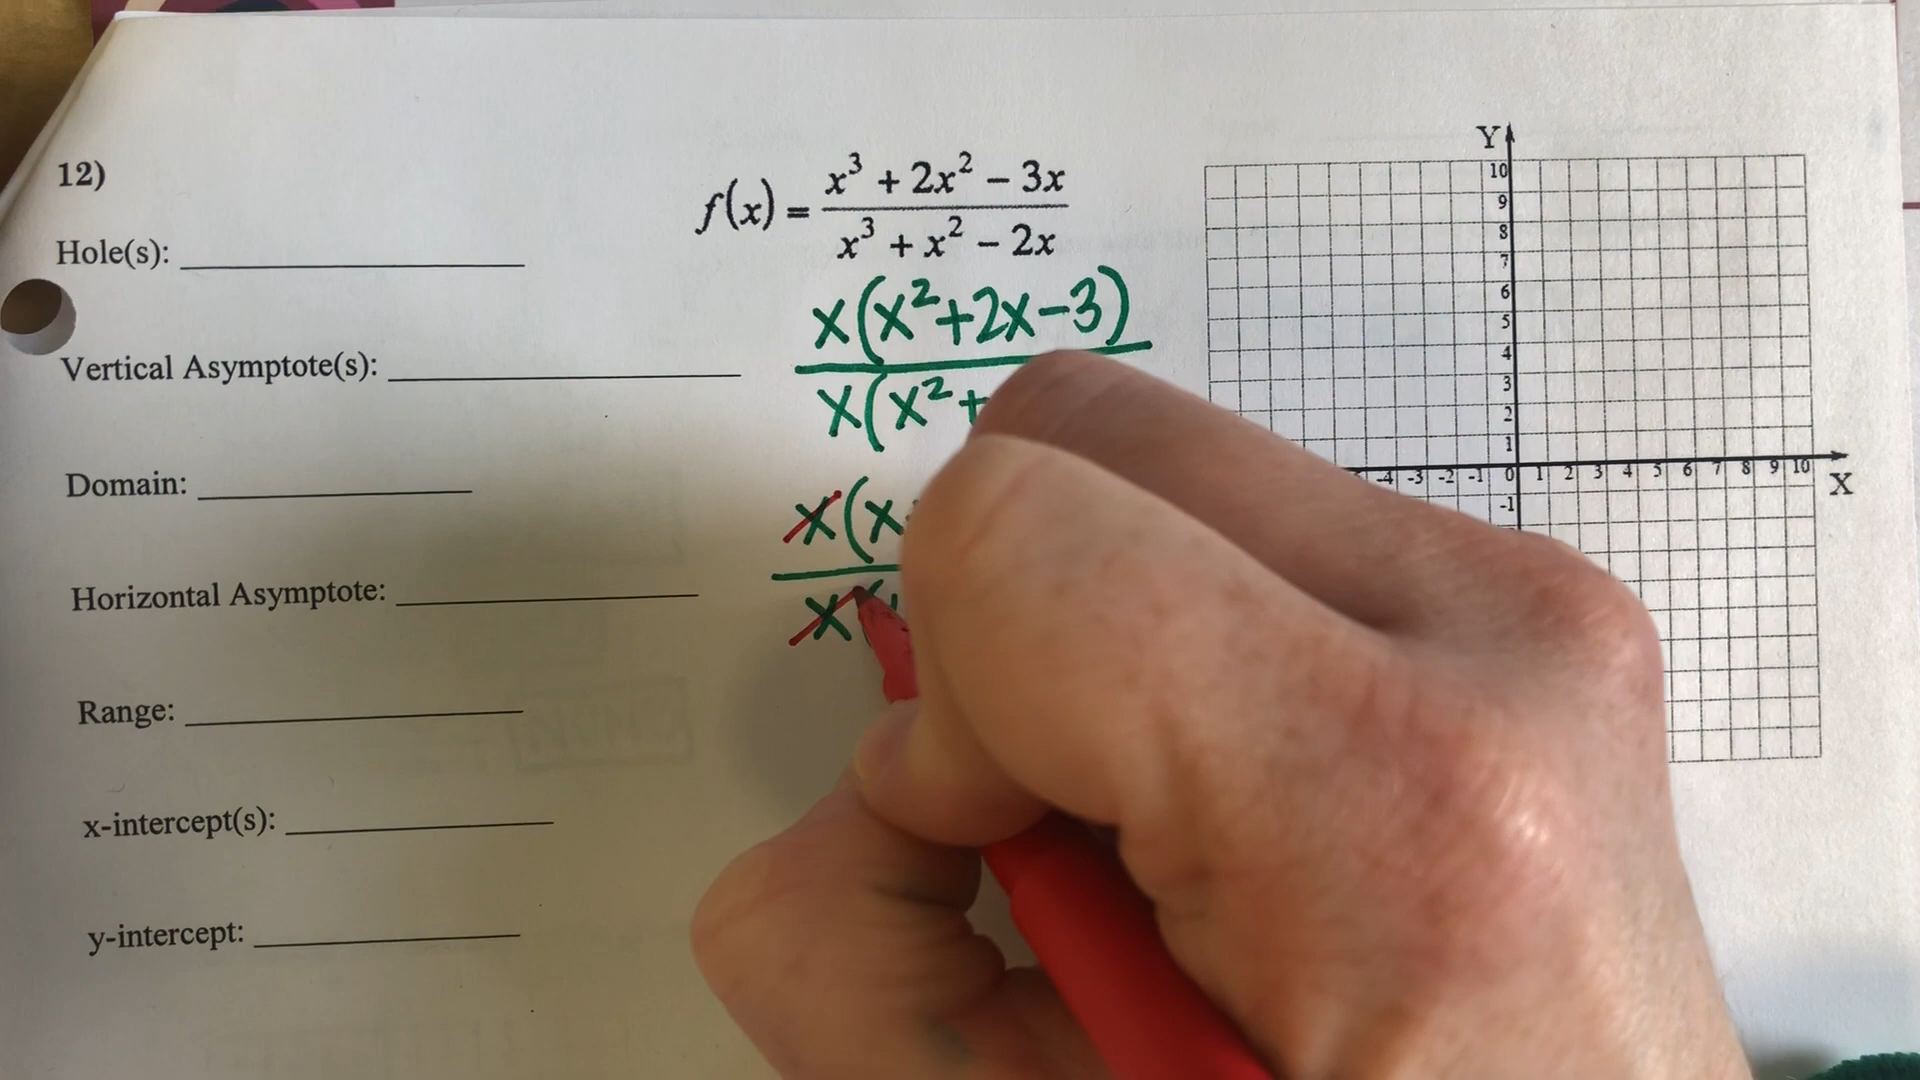 12)
f(x) = x³ + 2x² − 3x
x³ + x² − 2x
Hole(s):
x(x²+2x−3)
Vertical Asymptote(s):
x(x²+
Domain:
x(x
Horizontal Asymptote:
x(
Range:
x-intercept(s):
y-intercept:
Y
10
9
8
7
6
5
4
3
2
1
-4 -3 -2 -1 0 1 2 3 4 5 6 7 8 9 10
X
-1